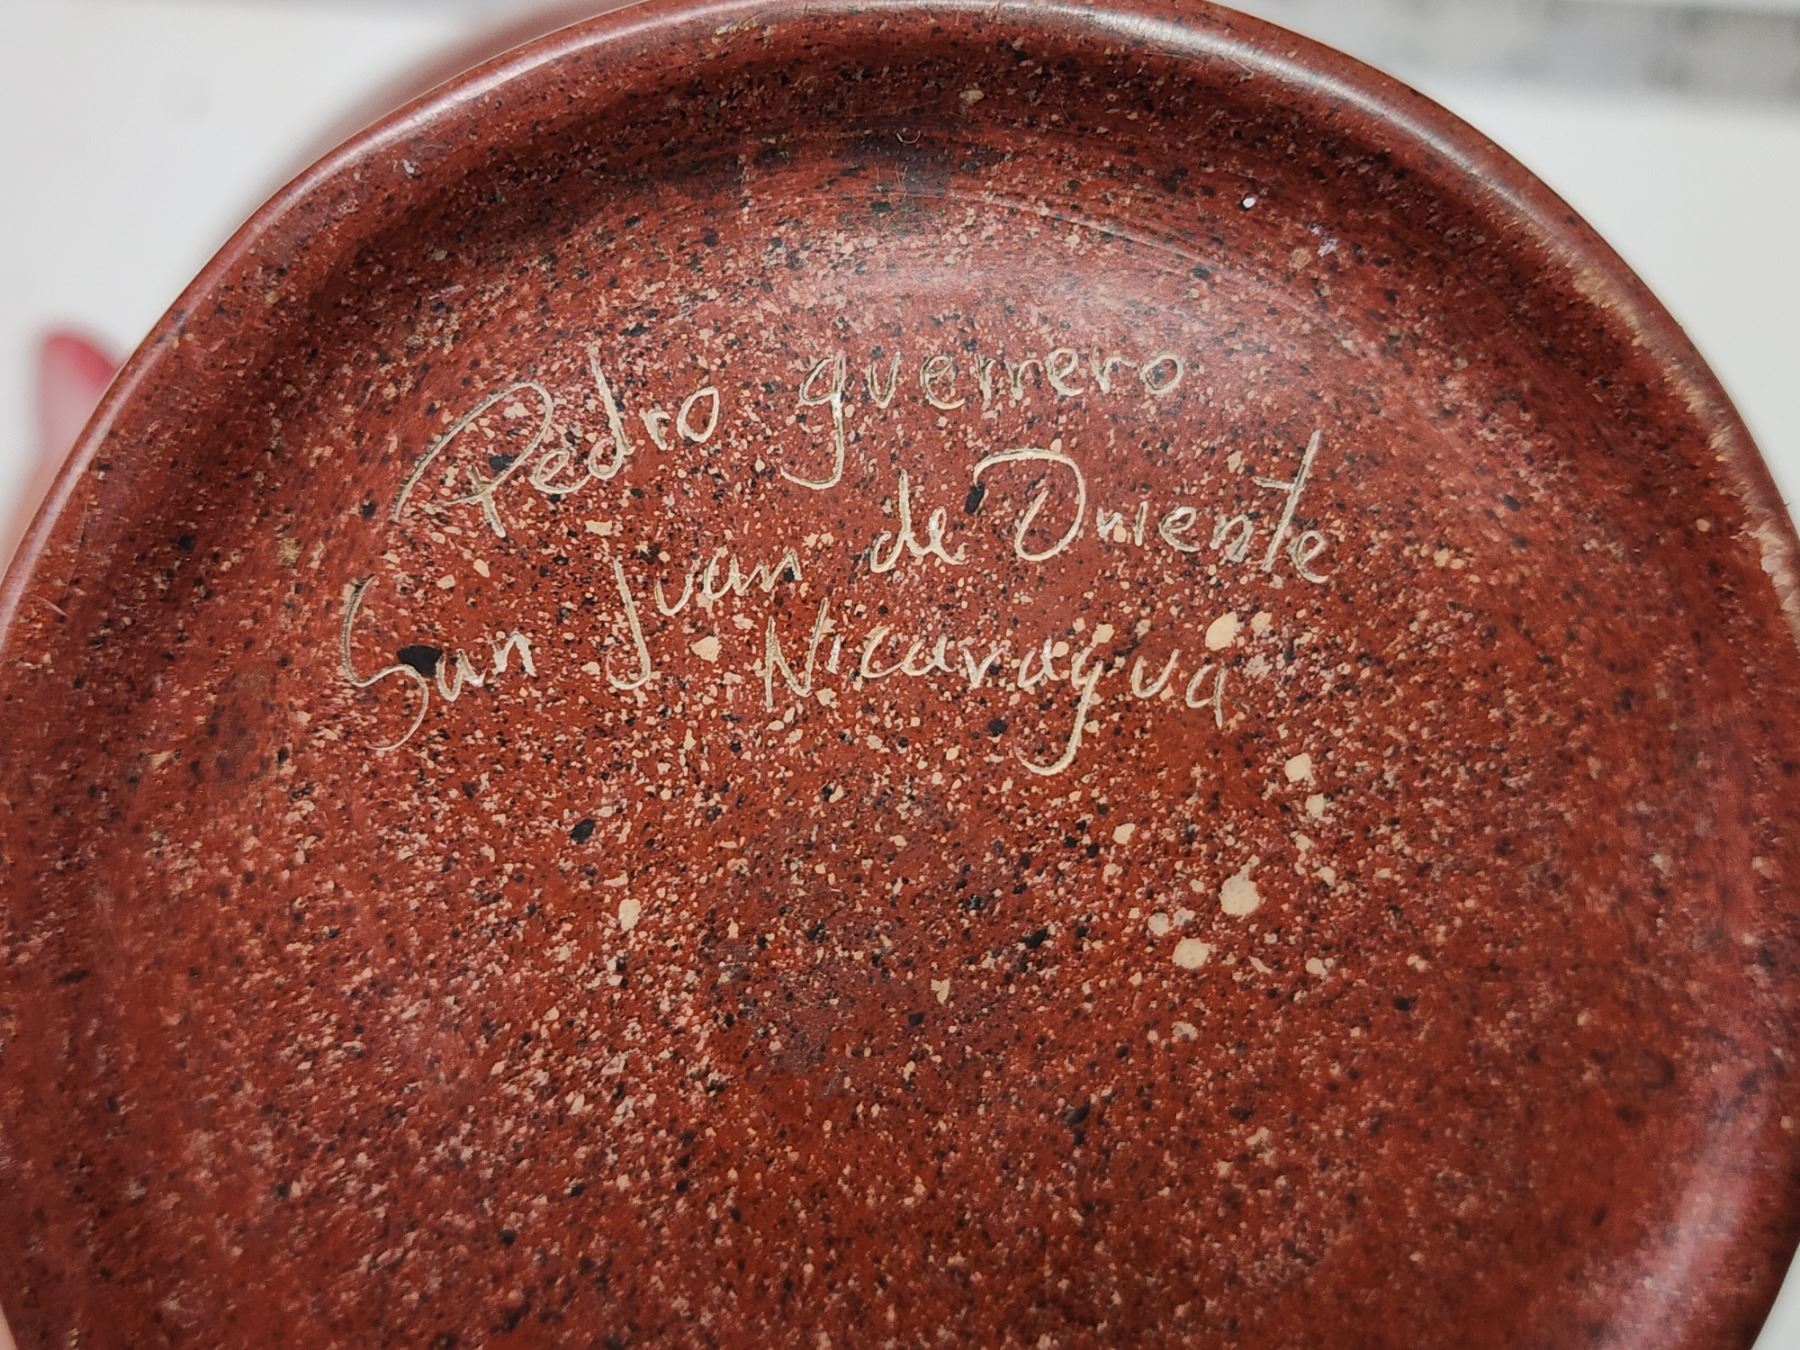 Pedro guerrero
San Juan de Oriente
Nicaragua